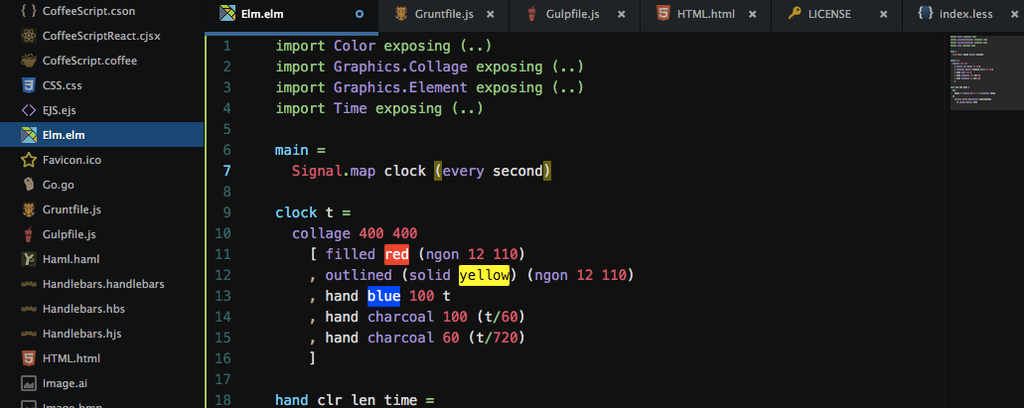 CoffeeScript.cson
CoffeeScriptReact.cjsx
CoffeScript.coffee
CSS.css
EJS.ejs
Elm.elm
Favicon.ico
Go.go
Gruntfile.js
Gulpfile.js
Haml.haml
Handlebars.handlebars
Handlebars.hbs
Handlebars.hjs
HTML.html
Image.ai
Image.bmp
Elm.elm
Gruntfile.js
Gulpfile.js
HTML.html
LICENSE
index.less
1 import Color exposing (..)
2 import Graphics.Collage exposing (..)
3 import Graphics.Element exposing (..)
4 import Time exposing (..)
5
6 main =
7 Signal.map clock (every second)
8
9 clock t =
10 collage 400 400
11 [ filled red (ngon 12 110)
12 , outlined (solid yellow) (ngon 12 110)
13 , hand blue 100 t
14 , hand charcoal 100 (t/60)
15 , hand charcoal 60 (t/720)
16 ]
17
18 hand clr len time =